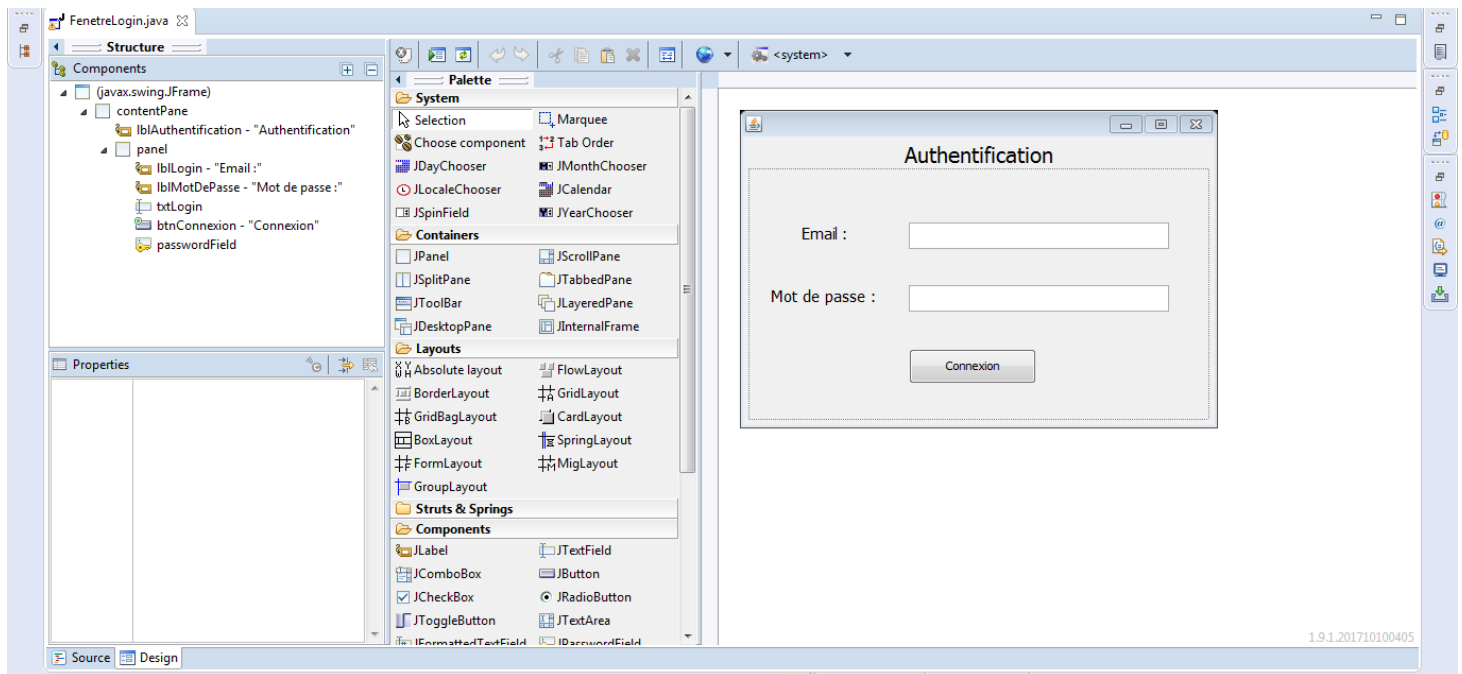 FenetreLogin.java
Structure
Components
(javax.swing.JFrame)
contentPane
lblAuthentification - "Authentification"
panel
lblLogin - "Email :"
lblMotDePasse - "Mot de passe :"
txtLogin
btnConnexion - "Connexion"
passwordField
Properties
<system>
Palette
System
Selection Marquee
Choose component Tab Order
JDayChooser JMonthChooser
JLocaleChooser JCalendar
JSpinField JYearChooser
Containers
JPanel JScrollPane
JSplitPane JTabbedPane
JToolBar JLayeredPane
JDesktopPane JInternalFrame
Layouts
Absolute layout FlowLayout
BorderLayout GridLayout
GridBagLayout CardLayout
BoxLayout SpringLayout
FormLayout MigLayout
GroupLayout
Struts & Springs
Components
JLabel JTextField
JComboBox JButton
JCheckBox JRadioButton
JToggleButton JTextArea
JFormattedTextField JPasswordField
Authentification
Email :
Mot de passe :
Connexion
1.9.1.201710100405
Source Design